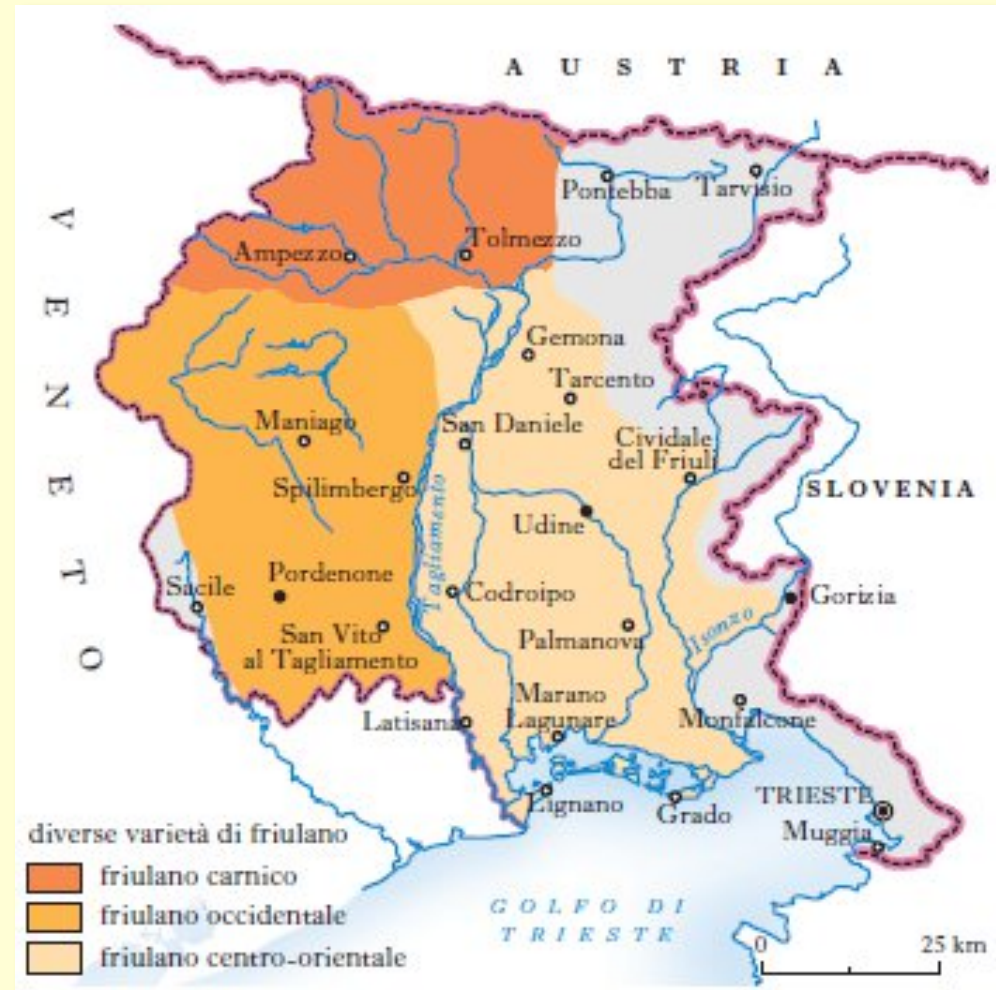 AUSTRIA
Pontebba
Tarvisio
VENETO
Ampezzo
Tolmezzo
Gemona
Tarcento
Maniago
San Daniele
Cividale
del Friuli
Spilimbergo
Tagliamento
SLOVENIA
Udine
Sacile
Pordenone
Codroipo
Gorizia
San Vito
al Tagliamento
Palmanova
Isonzo
Latisana
Marano
Lagunare
Monfalcone
Lignano
Grado
TRIESTE
Muggia
diverse varietà di friulano
friulano carnico
friulano occidentale
friulano centro-orientale
GOLFO DI
TRIESTE
0 25 km